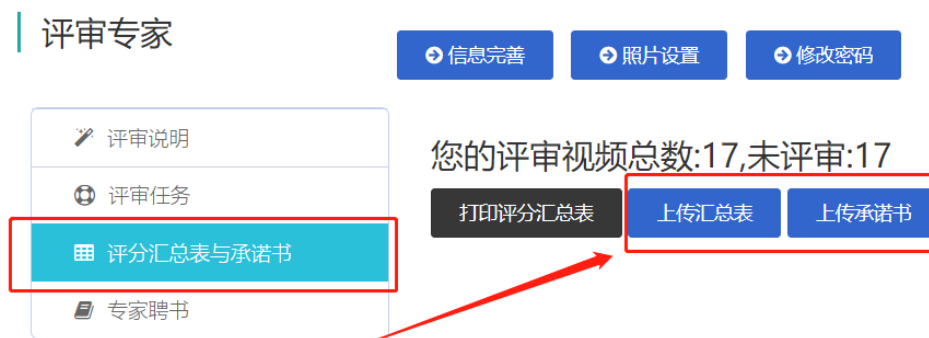 评审专家
信息完善
照片设置
修改密码
评审说明
评审任务
评分汇总表与承诺书
专家聘书
您的评审视频总数:17,未评审:17
打印评分汇总表
上传汇总表
上传承诺书